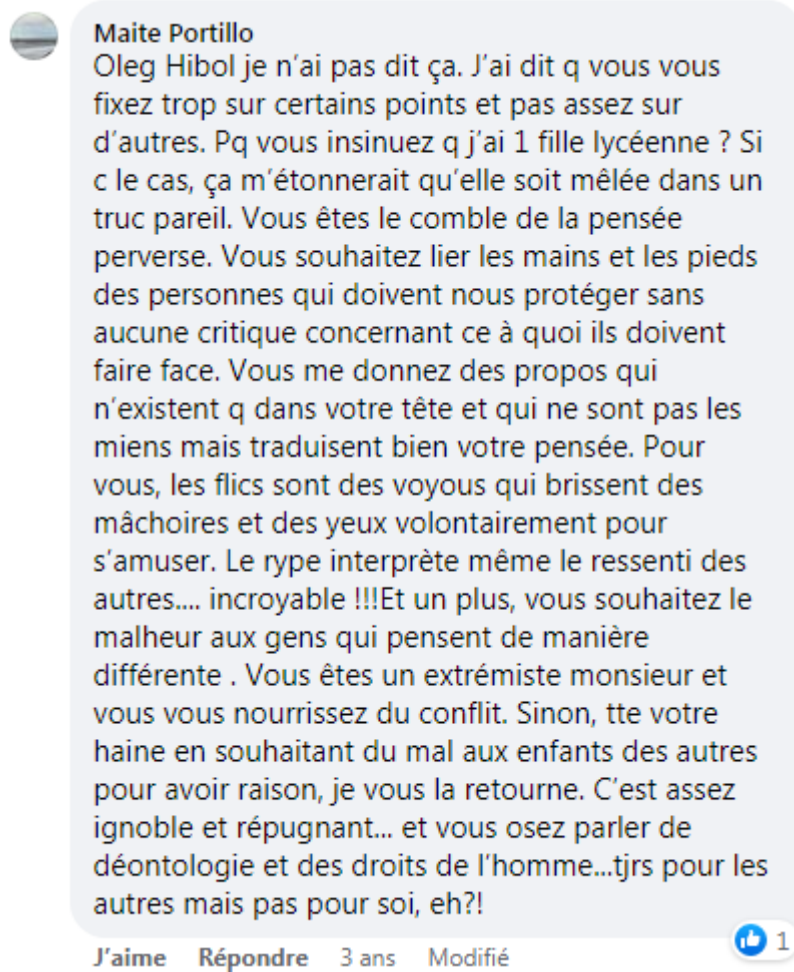 Maite Portillo
Oleg Hibol je n'ai pas dit ça. J'ai dit q vous vous
fixez trop sur certains points et pas assez sur
d'autres. Pq vous insinuez q j'ai 1 fille lycéenne ? Si
c le cas, ça m'étonnerait qu'elle soit mêlée dans un
truc pareil. Vous êtes le comble de la pensée
perverse. Vous souhaitez lier les mains et les pieds
des personnes qui doivent nous protéger sans
aucune critique concernant ce à quoi ils doivent
faire face. Vous me donnez des propos qui
n'existent q dans votre tête et qui ne sont pas les
miens mais traduisent bien votre pensée. Pour
vous, les flics sont des voyous qui brissent des
mâchoires et des yeux volontairement pour
s'amuser. Le rype interprète même le ressenti des
autres.... incroyable !!!Et un plus, vous souhaitez le
malheur aux gens qui pensent de manière
différente . Vous êtes un extrémiste monsieur et
vous vous nourrissez du conflit. Sinon, tte votre
haine en souhaitant du mal aux enfants des autres
pour avoir raison, je vous la retourne. C'est assez
ignoble et répugnant... et vous osez parler de
déontologie et des droits de l'homme...tjrs pour les
autres mais pas pour soi, eh?!
1
J'aime Répondre 3 ans Modifié